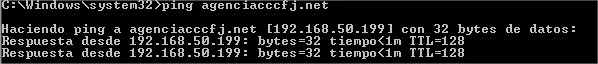 C:\Windows\system32>ping agenciacccfj.net
Haciendo ping a agenciacccfj.net [192.168.50.199] con 32 bytes de datos:
Respuesta desde 192.168.50.199: bytes=32 tiempo<1m TTL=128
Respuesta desde 192.168.50.199: bytes=32 tiempo<1m TTL=128